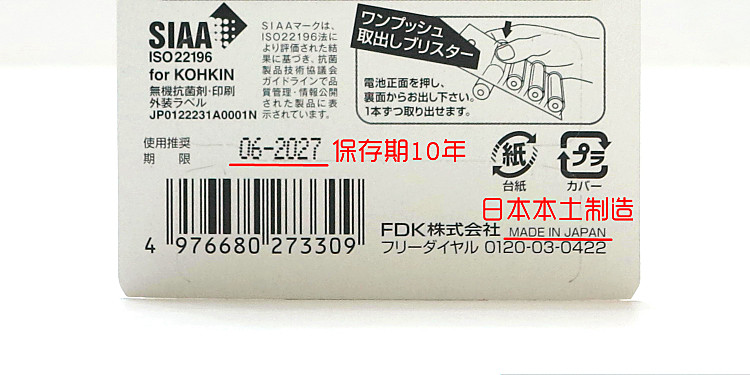 SIAA
ISO 22196
for KOHKIN
無機抗菌剤・印刷
外装ラベル
JP0122231A0001N
SIAAマークは、
ISO22196法に
より評価された結
果に基づき、抗菌
製品技術協議会
ガイドラインで品
質管理・情報公開
された製品に表
示されています。
ワンプッシュ
取出しブリスター
電池正面を押し、
裏面からお出し下さい。
1本ずつ取り出せます。
使用推奨
期限
06-2027
保存期10年
紙
台紙
プラ
カバー
日本本土制造
FDK株式会社 MADE IN JAPAN
フリーダイヤル 0120-03-0422
4 976680 273309